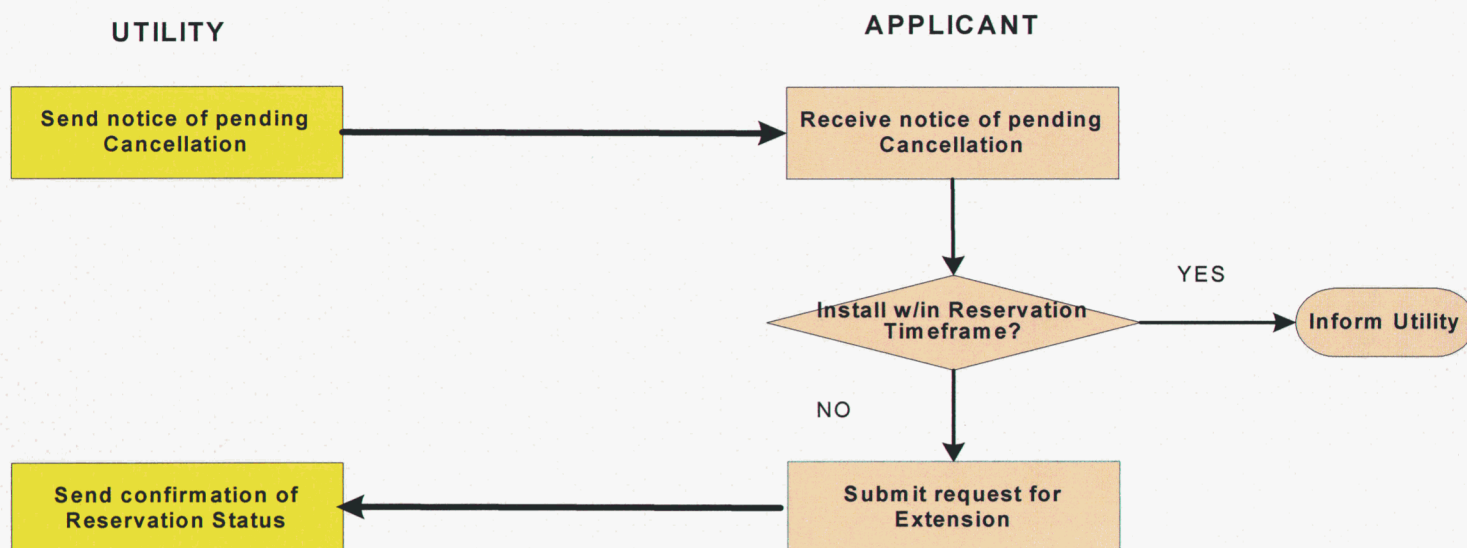 UTILITY
APPLICANT
Send notice of pending
Cancellation
Receive notice of pending
Cancellation
Install w/in Reservation
Timeframe?
YES
Inform Utility
NO
Submit request for
Extension
Send confirmation of
Reservation Status